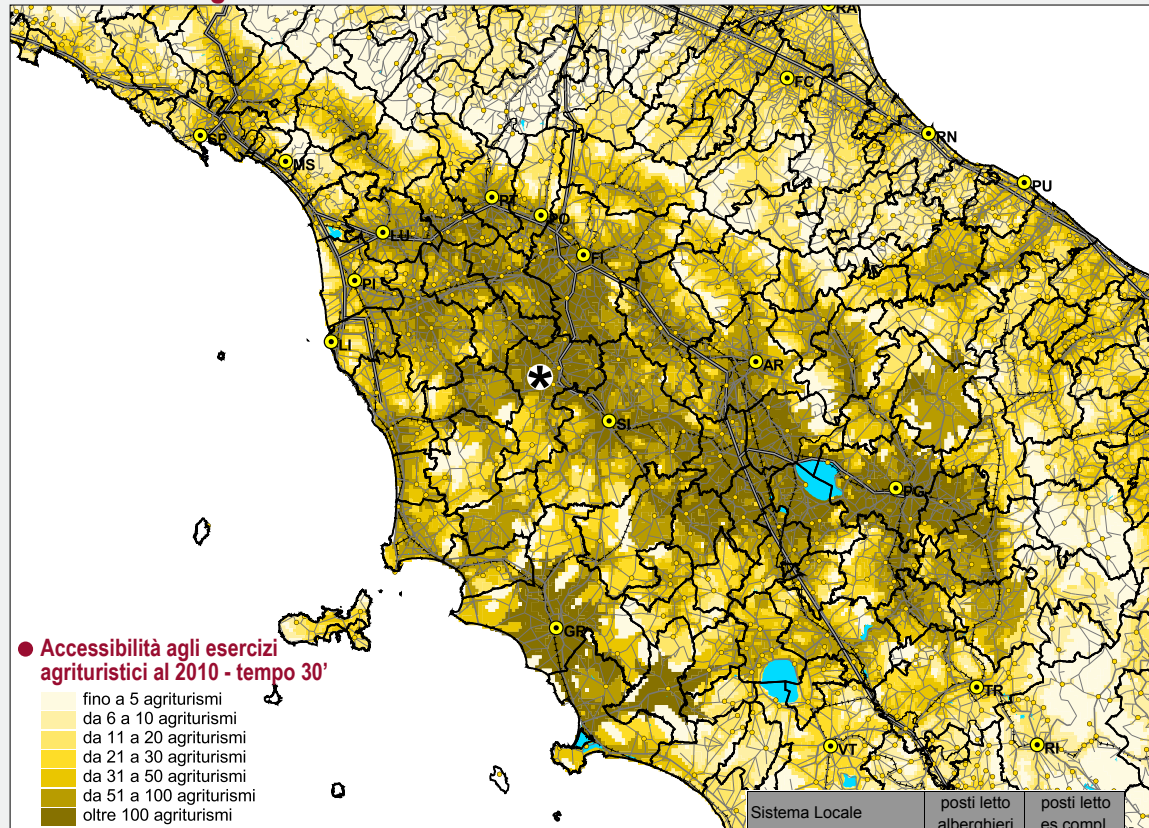 RA
FC
RN
SP
MS
PU
PT
PO
LU
FI
PI
LI
AR
SI
PG
GR
TR
VT
RI
Accessibilità agli esercizi
agrituristici al 2010 - tempo 30’
fino a 5 agriturismi
da 6 a 10 agriturismi
da 11 a 20 agriturismi
da 21 a 30 agriturismi
da 31 a 50 agriturismi
da 51 a 100 agriturismi
oltre 100 agriturismi
Sistema Locale
posti letto
alberghieri
posti letto
es.compl.